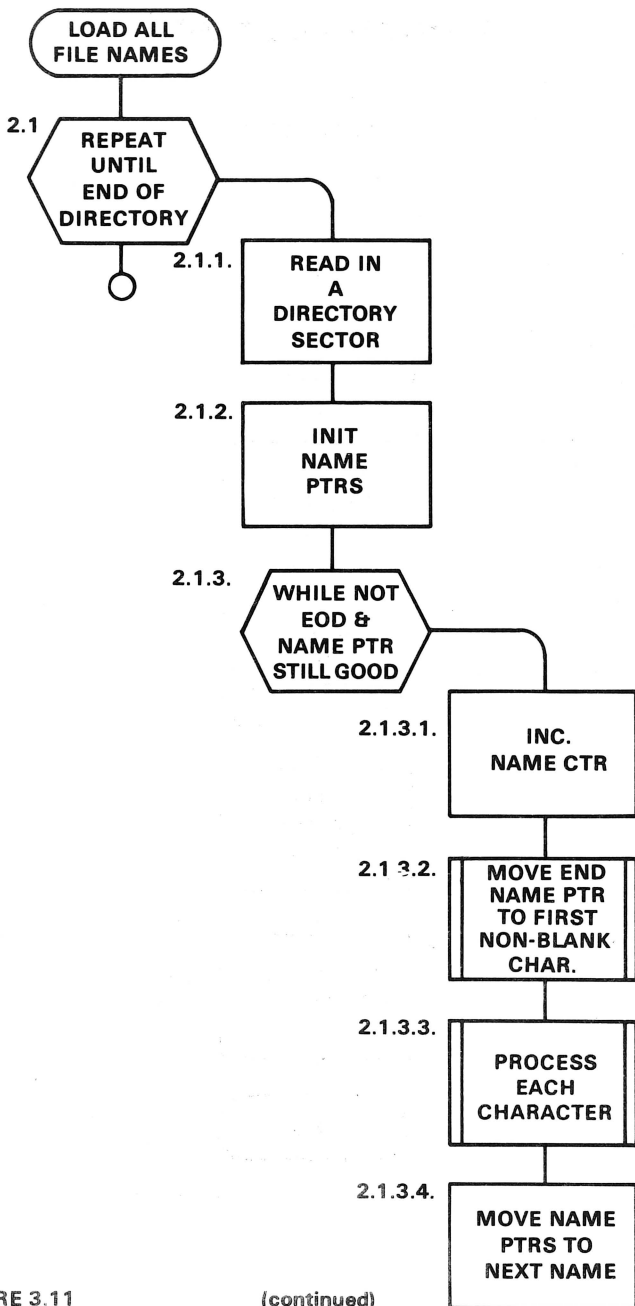 LOAD ALL
FILE NAMES
2.1
REPEAT
UNTIL
END OF
DIRECTORY
2.1.1.
READ IN
A
DIRECTORY
SECTOR
2.1.2.
INIT
NAME
PTRS
2.1.3.
WHILE NOT
EOD &
NAME PTR
STILL GOOD
2.1.3.1.
INC.
NAME CTR
2.1 3.2.
MOVE END
NAME PTR
TO FIRST
NON-BLANK
CHAR.
2.1.3.3.
PROCESS
EACH
CHARACTER
2.1.3.4.
MOVE NAME
PTRS TO
NEXT NAME
RE 3.11 (continued)